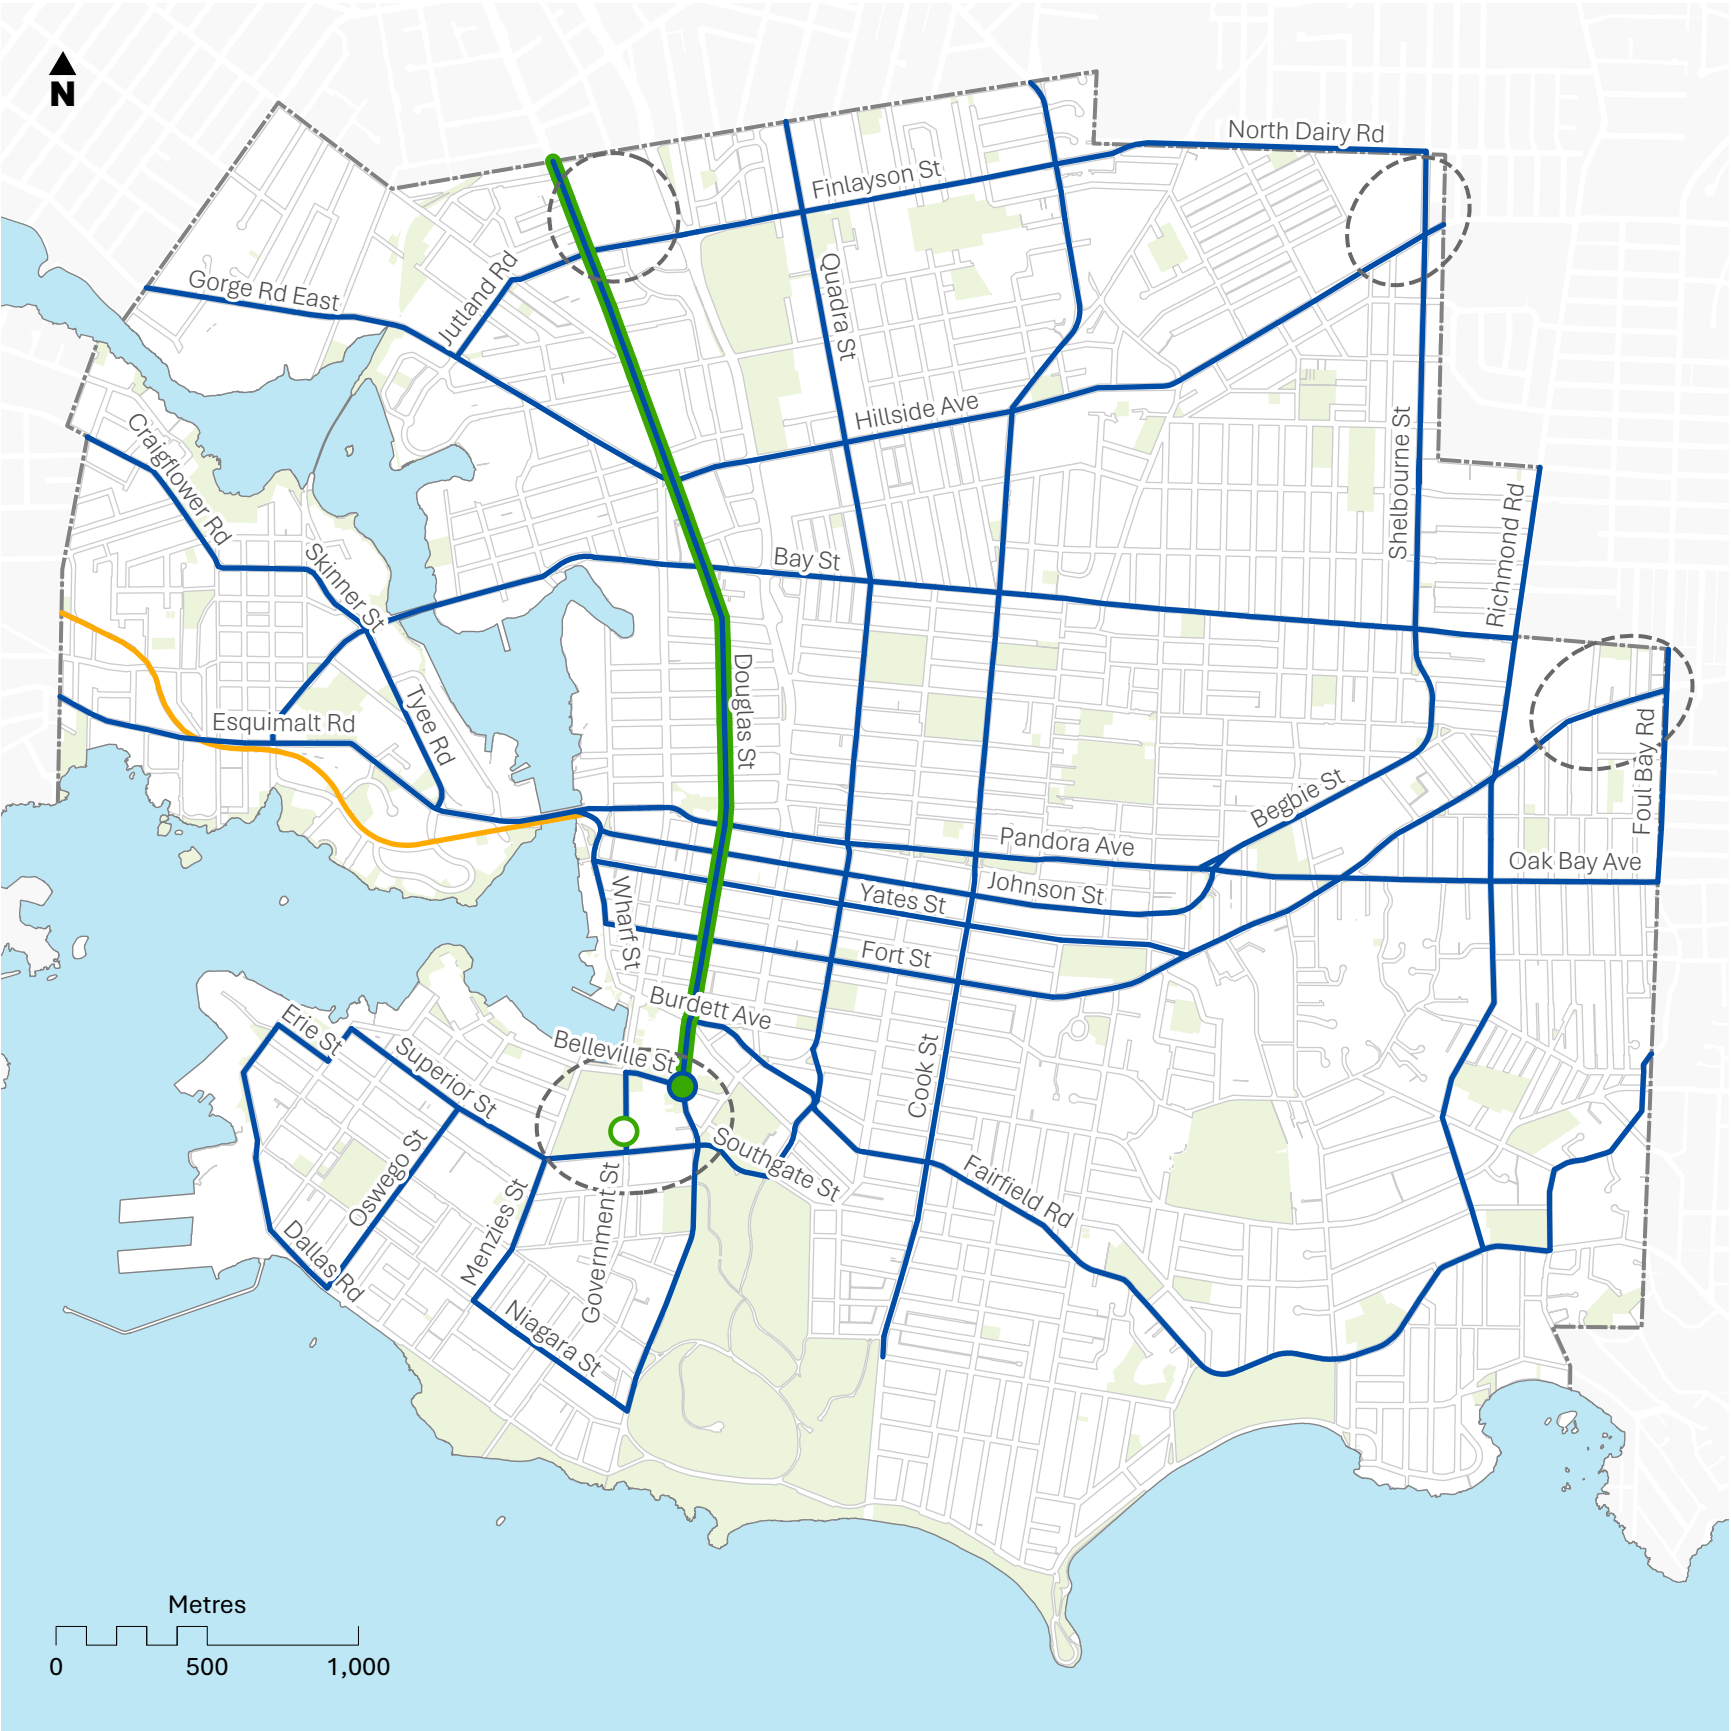 N
North Dairy Rd
Finlayson St
Gorge Rd East
Jutland Rd
Quadra St
Hillside Ave
Craigflower Rd
Shelbourne St
Richmond Rd
Skinner St
Bay St
Douglas St
Tyee Rd
Esquimalt Rd
Foul Bay Rd
Begbie St
Pandora Ave
Oak Bay Ave
Johnson St
Yates St
Wharf St
Fort St
Burdett Ave
Erie St
Belleville St
Superior St
Cook St
Oswego St
Southgate St
Fairfield Rd
Menzies St
Government St
Dallas Rd
Niagara St
Metres
0 500 1,000